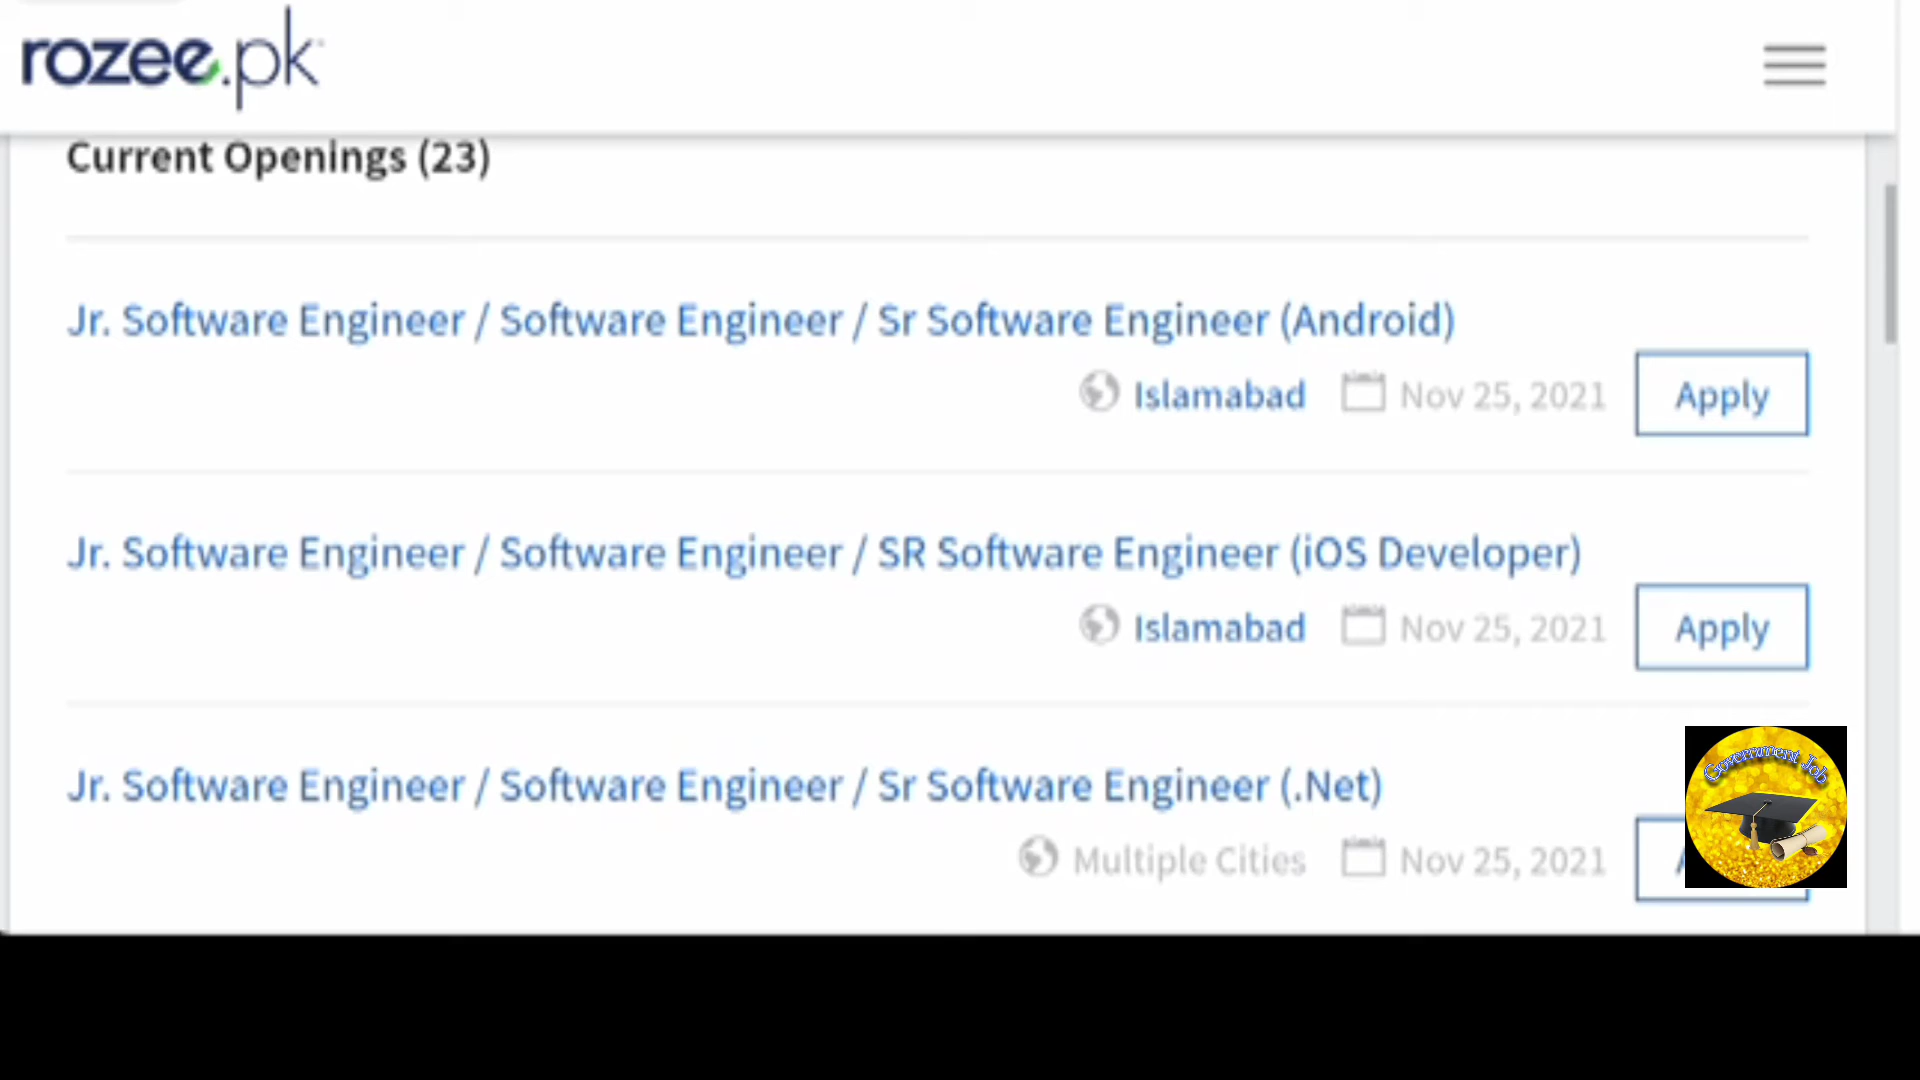 rozee.pk
Current Openings (23)
Jr. Software Engineer / Software Engineer / Sr Software Engineer (Android)
Islamabad Nov 25, 2021 Apply
Jr. Software Engineer / Software Engineer / SR Software Engineer (iOS Developer)
Islamabad Nov 25, 2021 Apply
Jr. Software Engineer / Software Engineer / Sr Software Engineer (.Net)
Government Job
Multiple Cities Nov 25, 2021